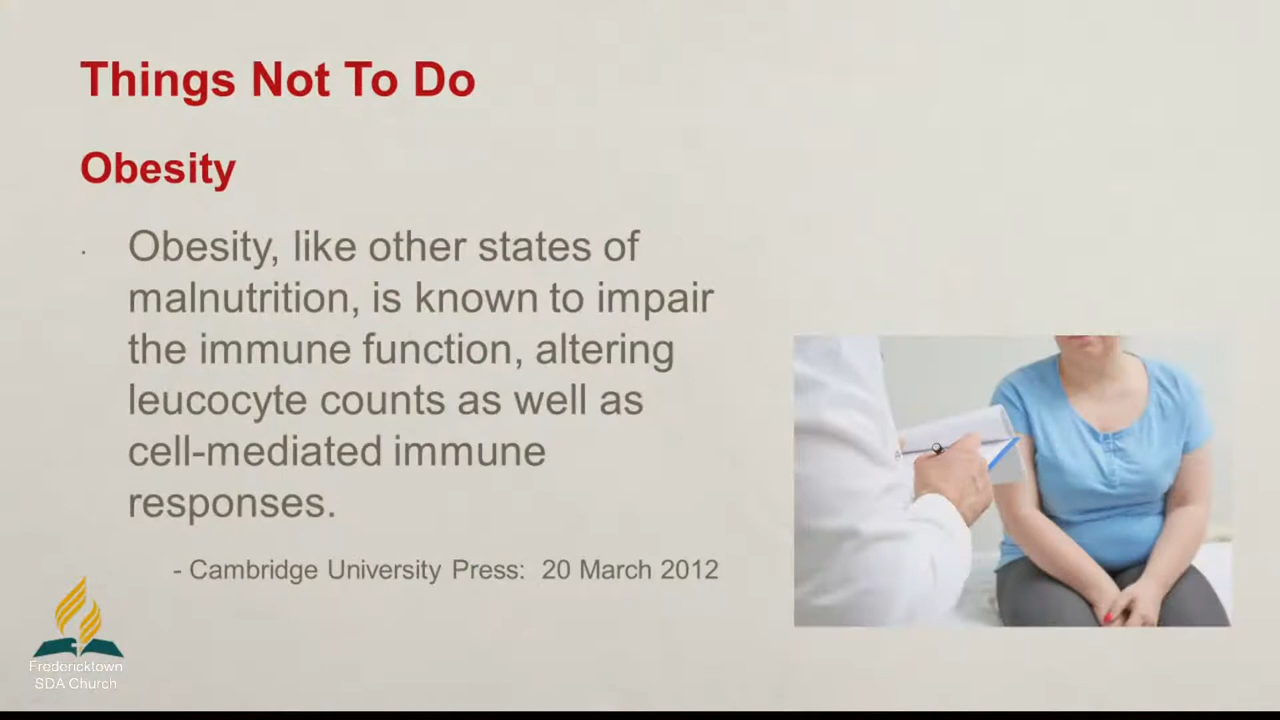 Things Not To Do
Obesity
· Obesity, like other states of
malnutrition, is known to impair
the immune function, altering
leucocyte counts as well as
cell-mediated immune
responses.
- Cambridge University Press: 20 March 2012
Fredericktown
SDA Church